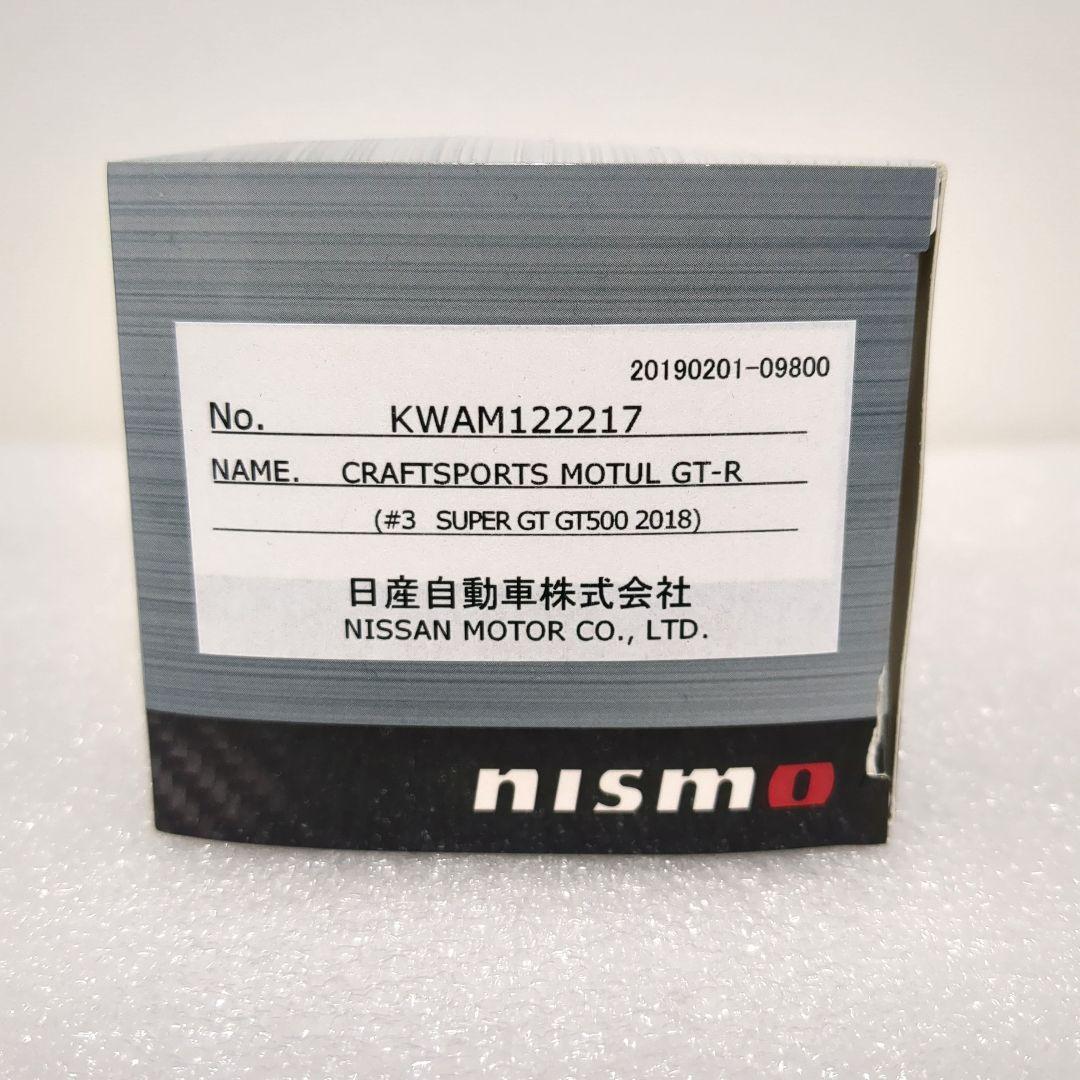 20190201-09800
No. KWAM122217
NAME. CRAFTSPORTS MOTUL GT-R
(#3 SUPER GT GT500 2018)
日産自動車株式会社
NISSAN MOTOR CO., LTD.
nismo